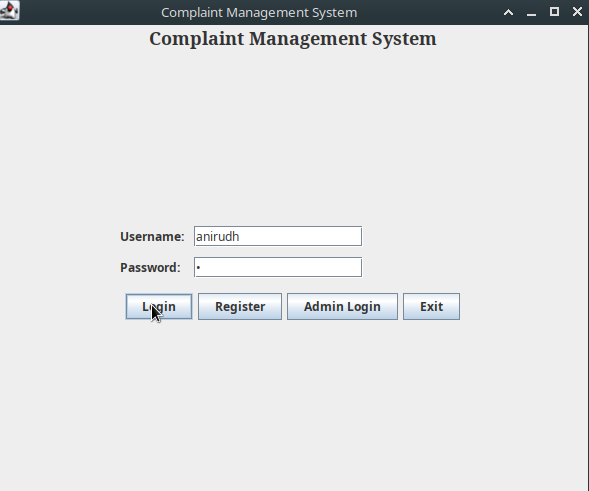 Complaint Management System
Complaint Management System
Username: anirudh
Password: •
Login Register Admin Login Exit